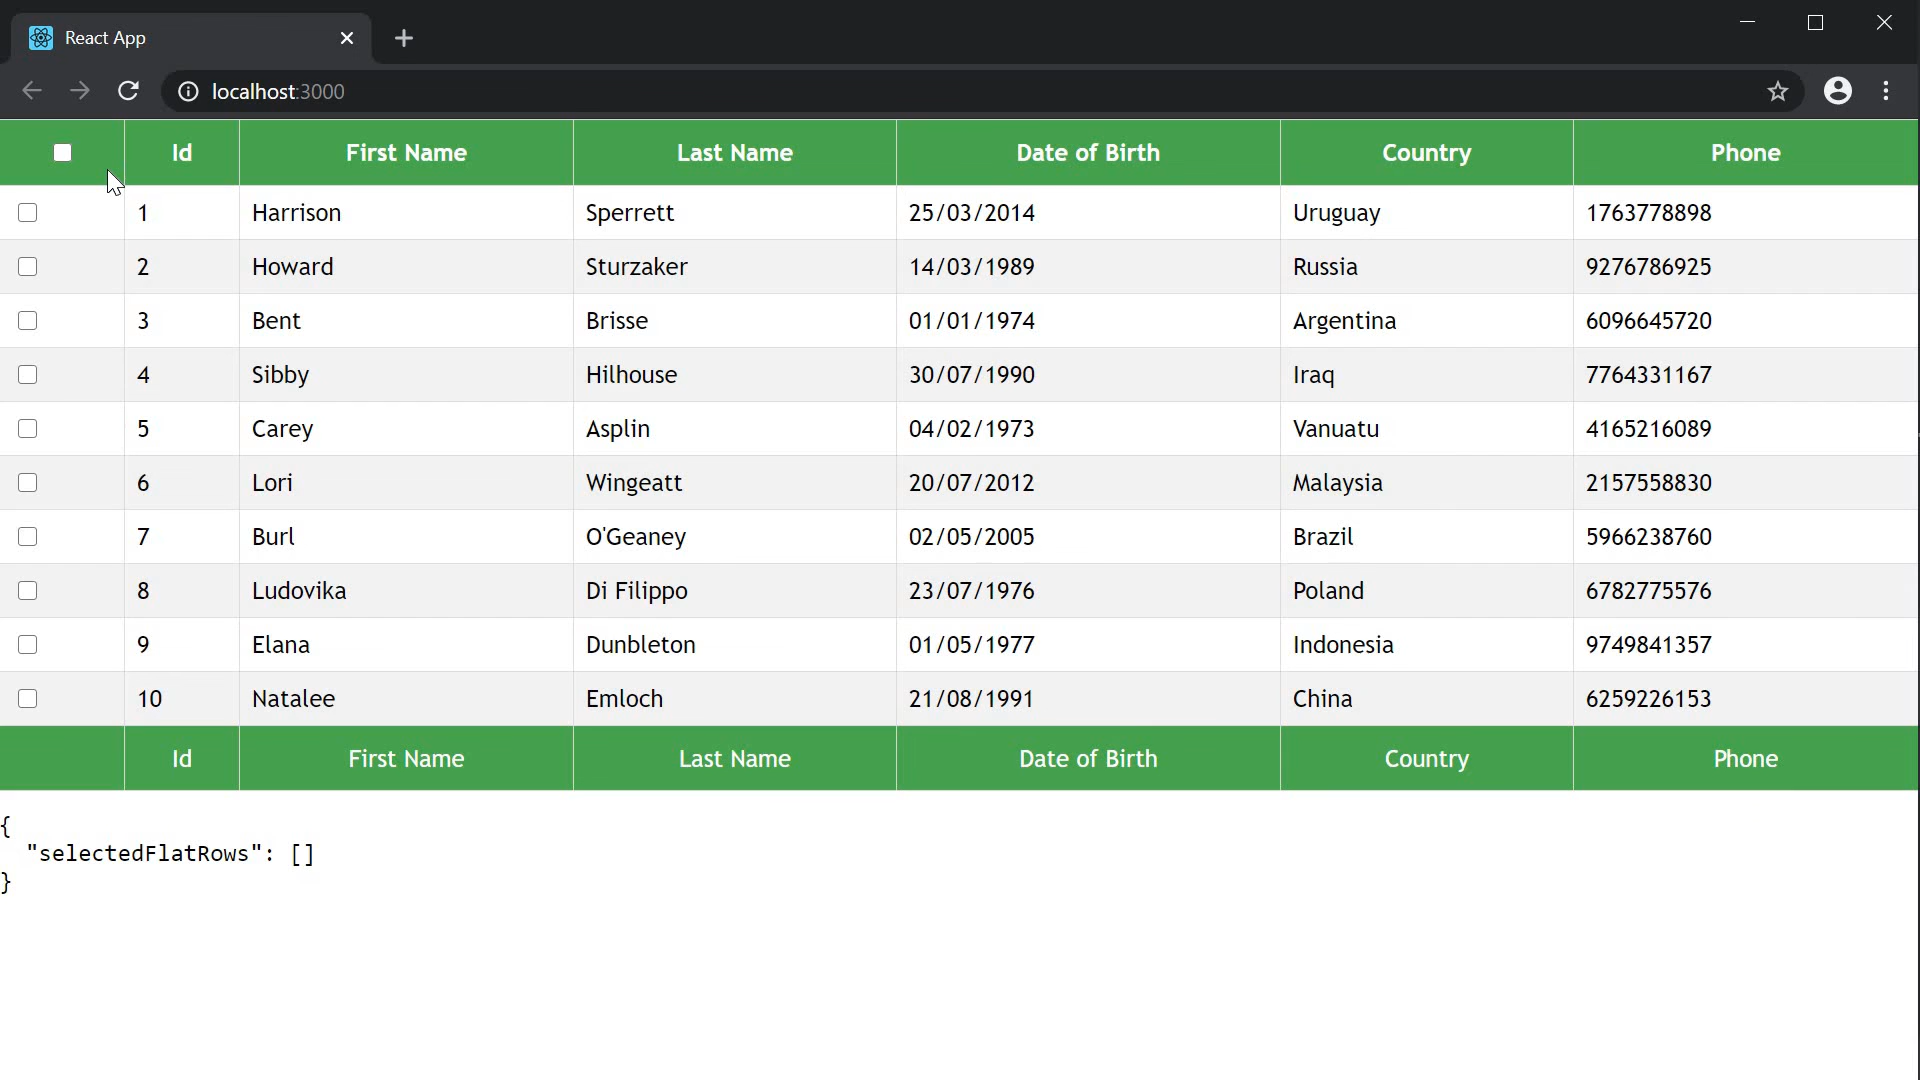 React App
localhost:3000
Id First Name Last Name Date of Birth Country Phone
1 Harrison Sperrett 25/03/2014 Uruguay 1763778898
2 Howard Sturzaker 14/03/1989 Russia 9276786925
3 Bent Brisse 01/01/1974 Argentina 6096645720
4 Sibby Hilhouse 30/07/1990 Iraq 7764331167
5 Carey Asplin 04/02/1973 Vanuatu 4165216089
6 Lori Wingeatt 20/07/2012 Malaysia 2157558830
7 Burl O'Geaney 02/05/2005 Brazil 5966238760
8 Ludovika Di Filippo 23/07/1976 Poland 6782775576
9 Elana Dunbleton 01/05/1977 Indonesia 9749841357
10 Natalee Emloch 21/08/1991 China 6259226153
Id First Name Last Name Date of Birth Country Phone
{
  "selectedFlatRows": []
}